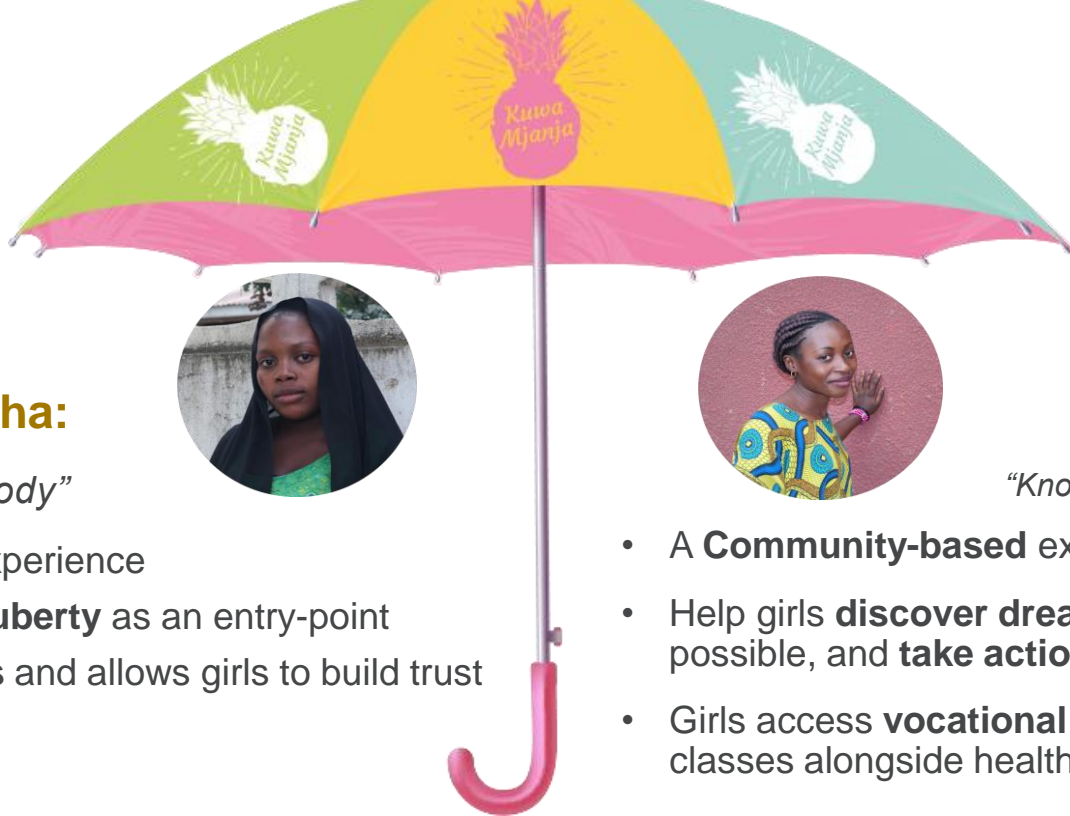 Kuwa
Mjanja
Kuwa
Mjanja
Kuwa
Mjanja
ha:
ody”
xperience
uberty as an entry-point
s and allows girls to build trust
“Kno
• A Community-based ex
• Help girls discover drea
possible, and take actio
• Girls access vocational
classes alongside health